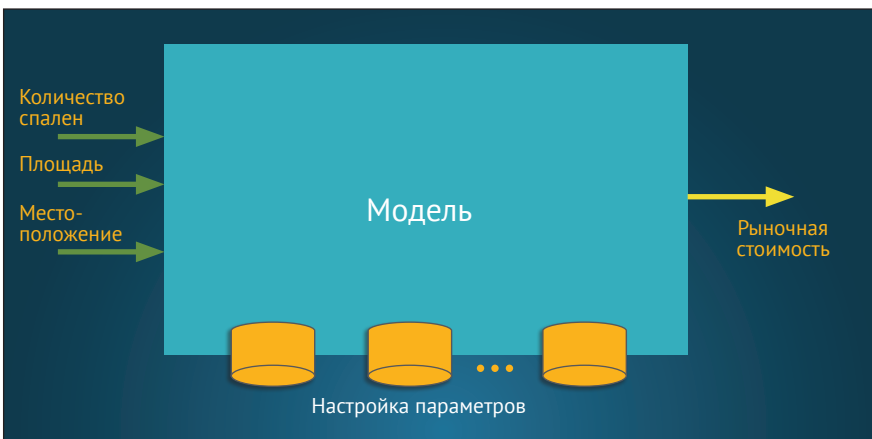 Количество
спален
Площадь
Место-
положение
Модель
Рыночная
стоимость
Настройка параметров